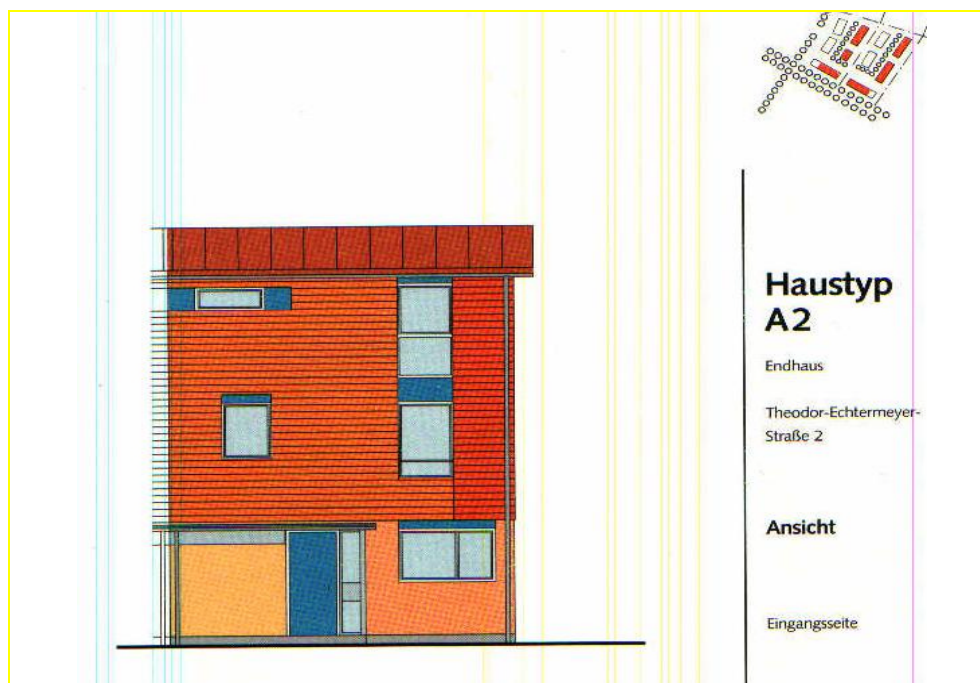 Haustyp
A2
Endhaus
Theodor-Echtermeyer-
Straße 2
Ansicht
Eingangsseite